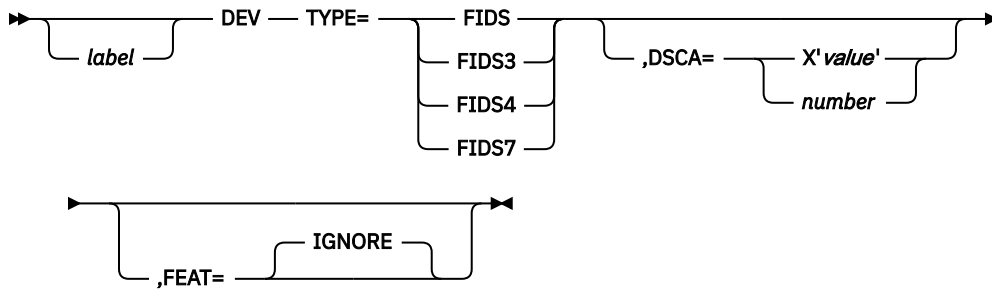 DEV TYPE= FIDS
label ,DSCA= X'value'
FIDS3
FIDS4 number
FIDS7
IGNORE
,FEAT=